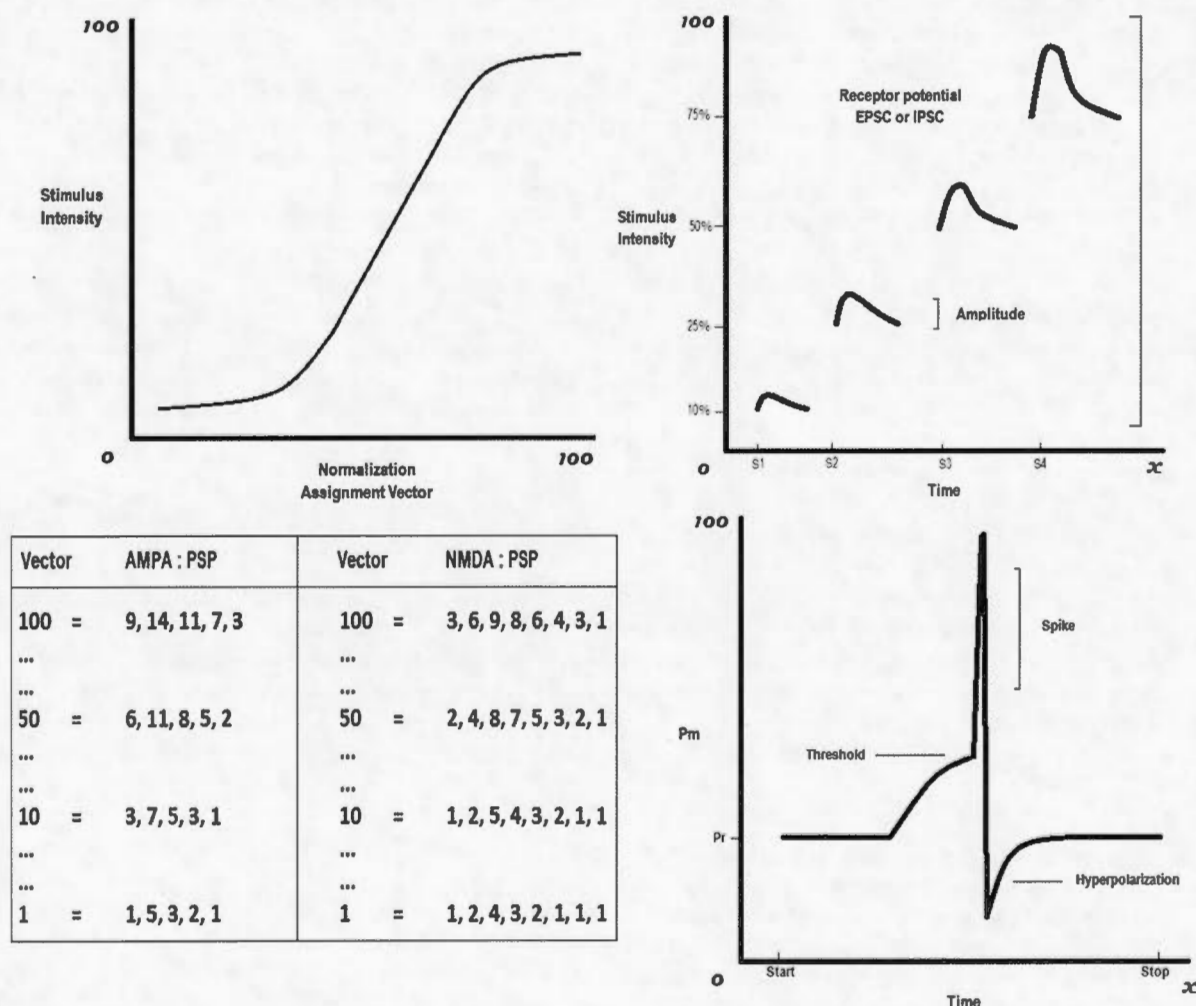 100
Stimulus
Intensity
0
100
Normalization
Assignment Vector
100
Receptor potential
EPSC or IPSC
75%
Stimulus
Intensity
50%
Amplitude
25%
10%
0
S1 S2 S3 S4 x
Time
Vector AMPA : PSP Vector NMDA : PSP
100 = 9, 14, 11, 7, 3 100 = 3, 6, 9, 8, 6, 4, 3, 1
... ...
... ...
50 = 6, 11, 8, 5, 2 50 = 2, 4, 8, 7, 5, 3, 2, 1
... ...
... ...
10 = 3, 7, 5, 3, 1 10 = 1, 2, 5, 4, 3, 2, 1, 1
... ...
... ...
1 = 1, 5, 3, 2, 1 1 = 1, 2, 4, 3, 2, 1, 1, 1
100
Spike
Pm
Threshold
Pr
Hyperpolarization
0
Start Stop
x
Time